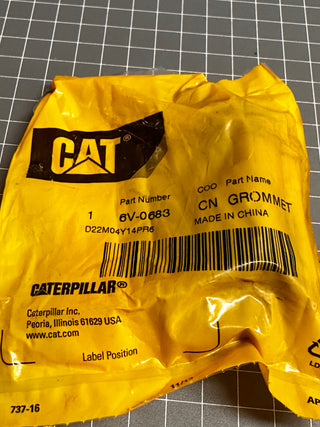 CAT®
Part Number
COO Part Name
1 6V-0683
CN GROMMET
D22M04Y14PR6
MADE IN CHINA
CATERPILLAR®
Caterpillar Inc.
Peoria, Illinois 61629 USA
www.cat.com
Label Position
737-16